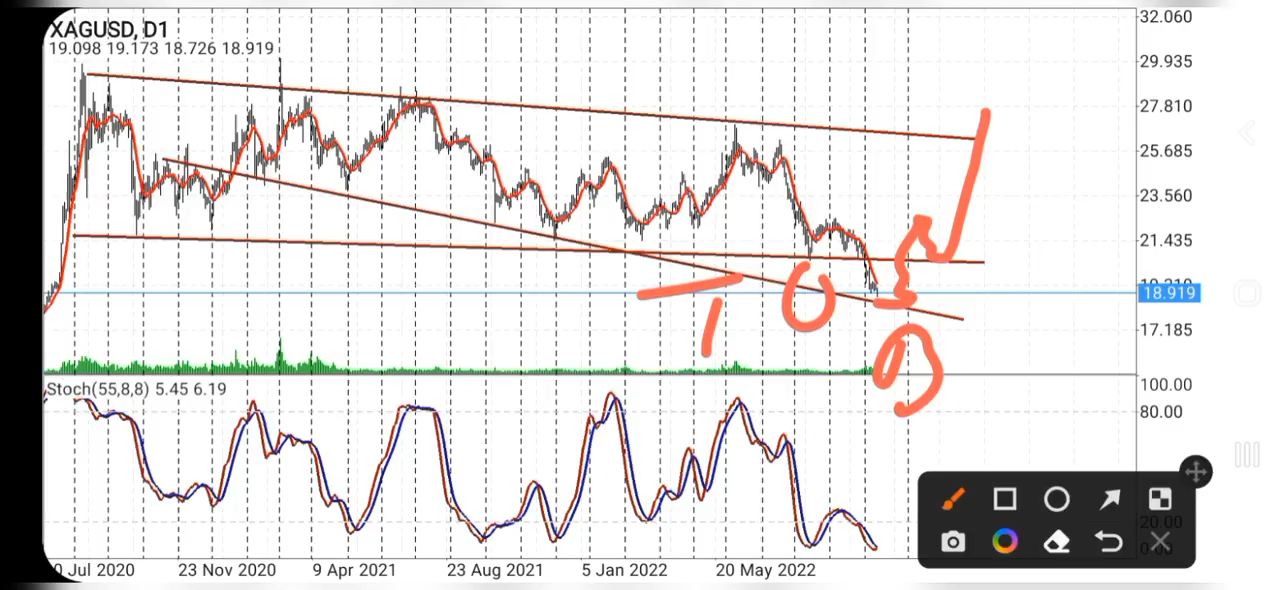 XAGUSD, D1
19.098 19.173 18.726 18.919
32.060
29.935
27.810
25.685
23.560
21.435
18.919
17.185
Stoch(55,8,8) 5.45 6.19
100.00
80.00
20.00
0 Jul 2020 23 Nov 2020 9 Apr 2021 23 Aug 2021 5 Jan 2022 20 May 2022